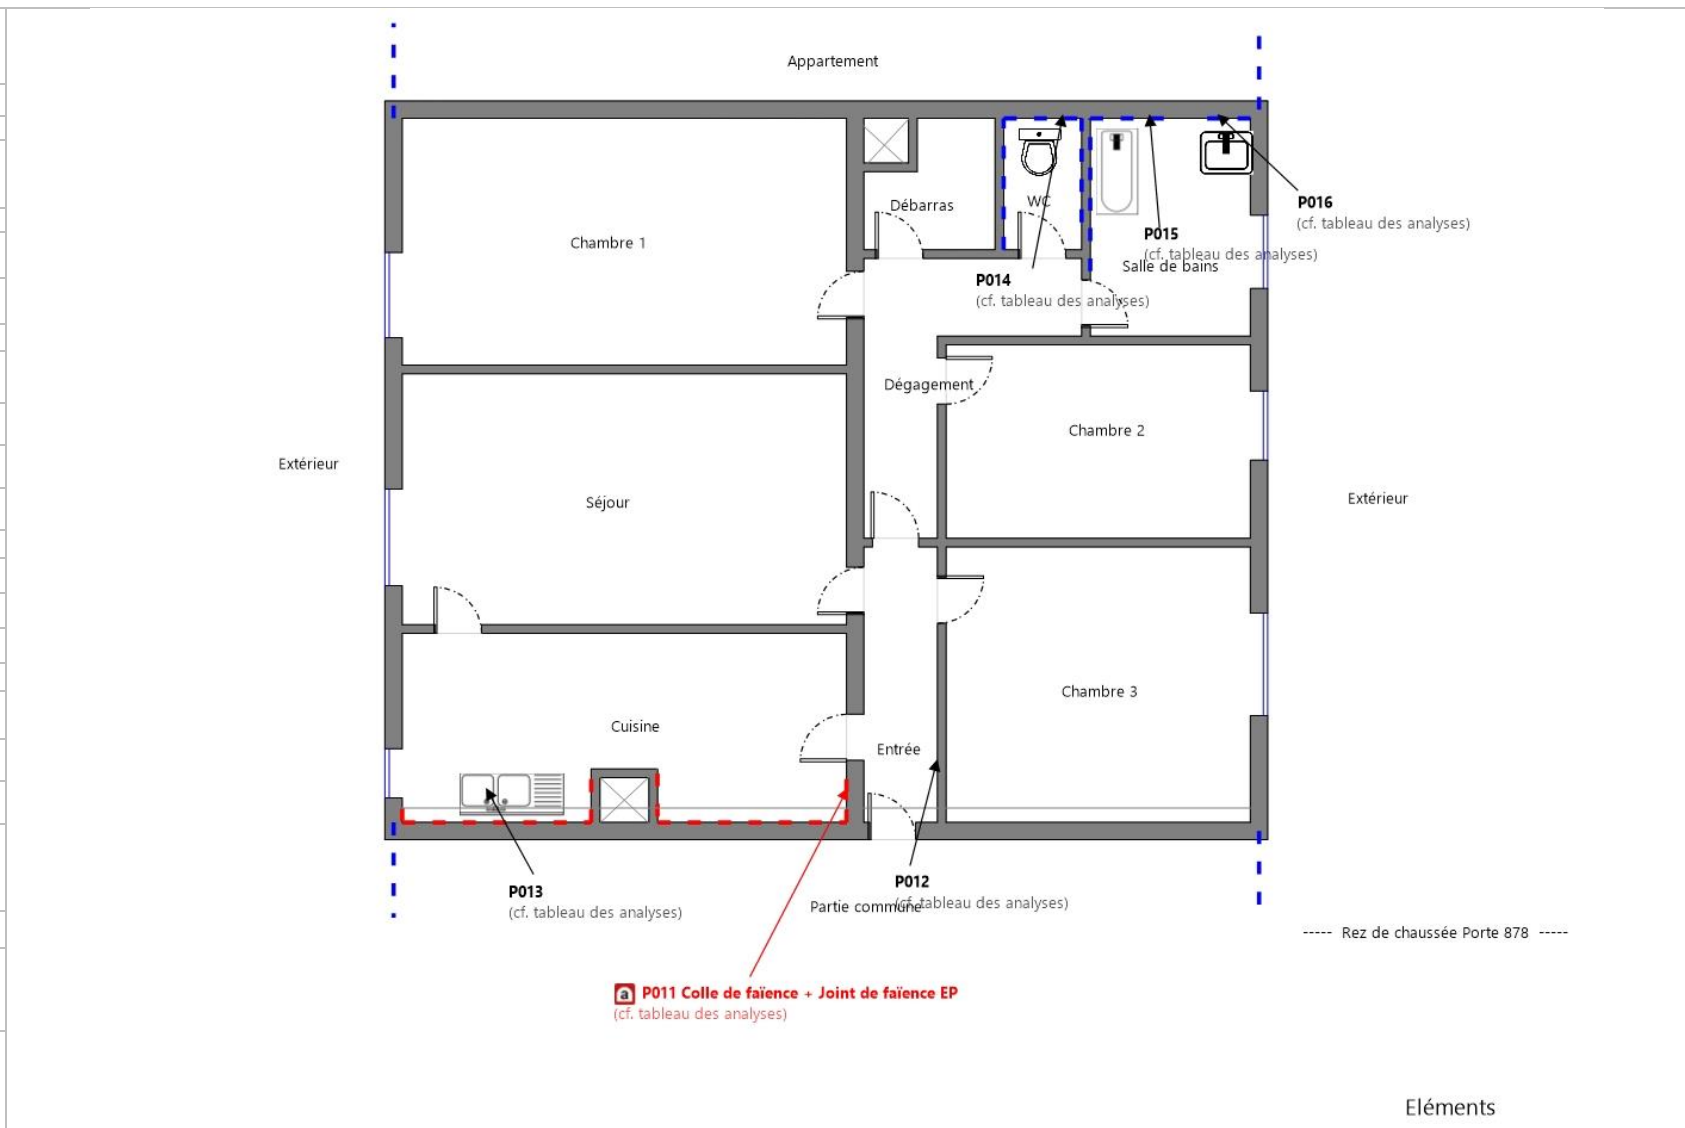 Appartement
P016
(cf. tableau des analyses)
Débarras
WC
P015
(cf. tableau des analyses)
Salle de bains
Chambre 1
P014
(cf. tableau des analyses)
Dégagement
Chambre 2
Extérieur
Séjour
Extérieur
Chambre 3
Cuisine
Entrée
P013
(cf. tableau des analyses)
P012
(cf. tableau des analyses)
Partie commune
----- Rez de chaussée Porte 878 -----
a P011 Colle de faïence + Joint de faïence EP
(cf. tableau des analyses)
Eléments